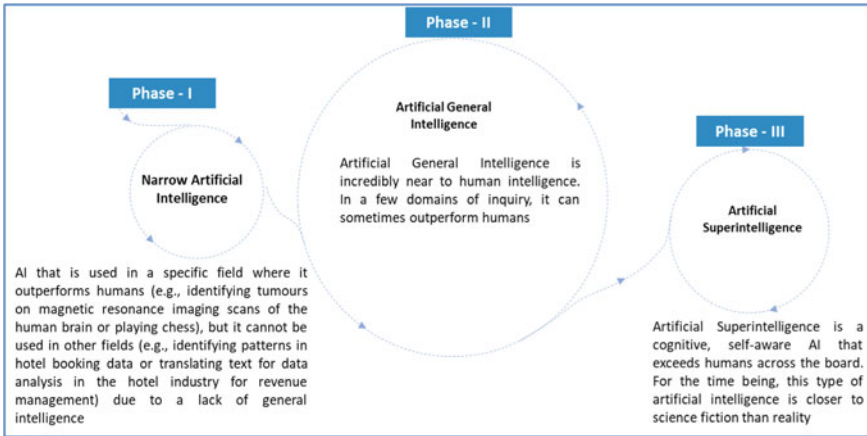 Phase - I
Narrow Artificial
Intelligence
AI that is used in a specific field where it
outperforms humans (e.g., identifying tumours
on magnetic resonance imaging scans of the
human brain or playing chess), but it cannot be
used in other fields (e.g., identifying patterns in
hotel booking data or translating text for data
analysis in the hotel industry for revenue
management) due to a lack of general
intelligence
Phase - II
Artificial General
Intelligence
Artificial General Intelligence is
incredibly near to human intelligence.
In a few domains of inquiry, it can
sometimes outperform humans
Phase - III
Artificial
Superintelligence
Artificial Superintelligence is a
cognitive, self-aware AI that
exceeds humans across the board.
For the time being, this type of
artificial intelligence is closer to
science fiction than reality